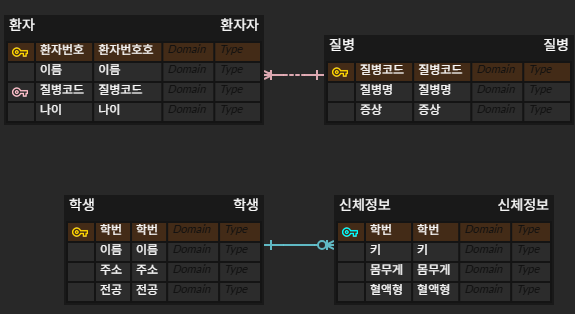 환자 환자자
환자번호 환자번호호 Domain Type
이름 이름 Domain Type
질병코드 질병코드 Domain Type
나이 나이 Domain Type
질병 질병
질병코드 질병코드 Domain Type
질병명 질병명 Domain Type
증상 증상 Domain Type
학생 학생
학번 학번 Domain Type
이름 이름 Domain Type
주소 주소 Domain Type
전공 전공 Domain Type
신체정보 신체정보
학번 학번 Domain Type
키 키 Domain Type
몸무게 몸무게 Domain Type
혈액형 혈액형 Domain Type